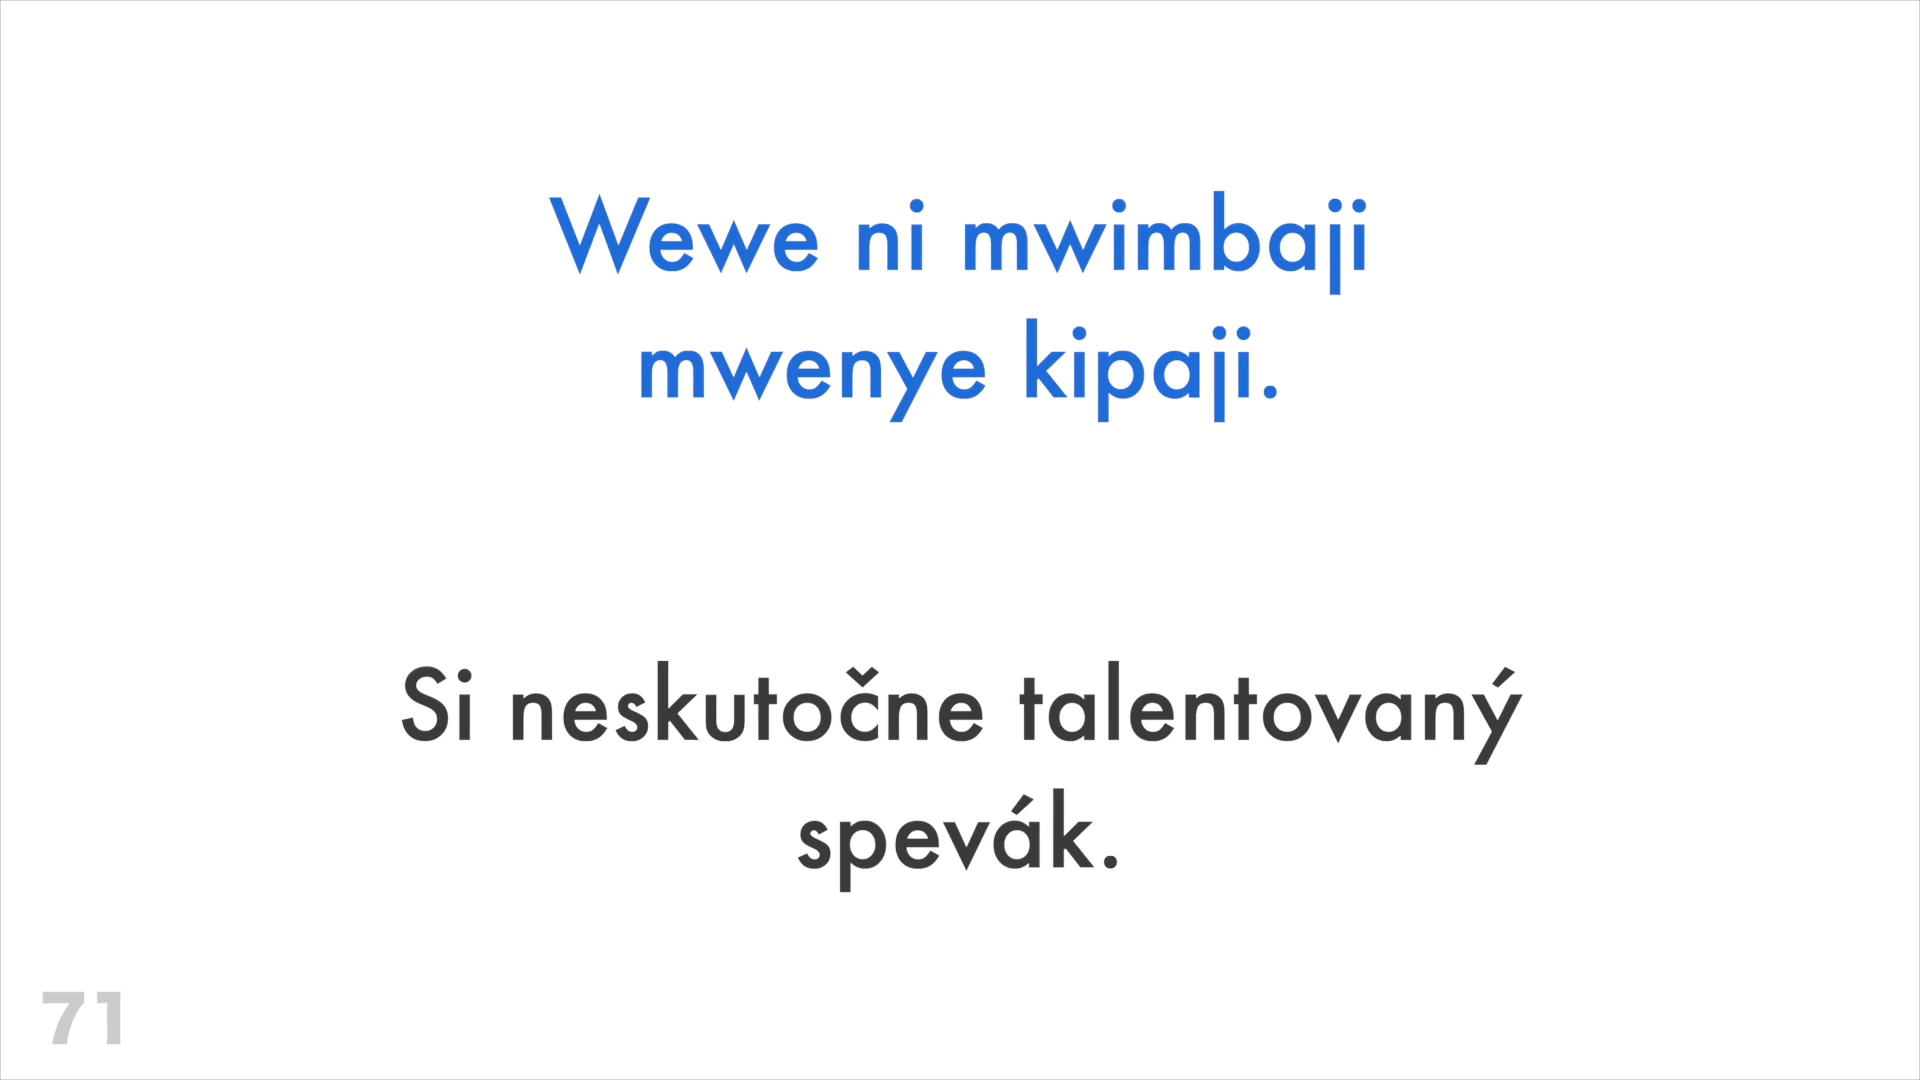 Wewe ni mwimbaji
mwenye kipaji.
Si neskutočne talentovaný
spevák.
71